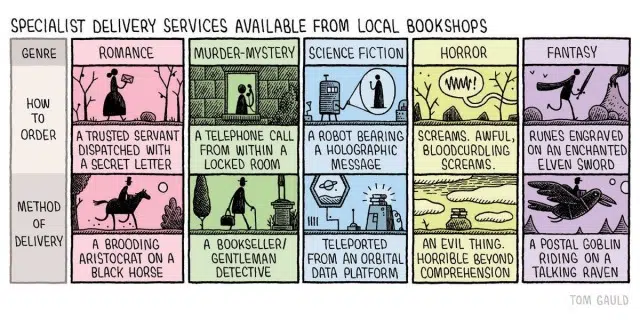 SPECIALIST DELIVERY SERVICES AVAILABLE FROM LOCAL BOOKSHOPS
GENRE
ROMANCE
MURDER-MYSTERY
SCIENCE FICTION
HORROR
FANTASY
HOW
TO
ORDER
A TRUSTED SERVANT
DISPATCHED WITH
A SECRET LETTER
A TELEPHONE CALL
FROM WITHIN A
LOCKED ROOM
A ROBOT BEARING
A HOLOGRAPHIC
MESSAGE
SCREAMS. AWFUL,
BLOODCURDLING
SCREAMS.
RUNES ENGRAVED
ON AN ENCHANTED
ELVEN SWORD
METHOD
OF
DELIVERY
A BROODING
ARISTOCRAT ON A
BLACK HORSE
A BOOKSELLER/
GENTLEMAN
DETECTIVE
TELEPORTED
FROM AN ORBITAL
DATA PLATFORM
AN EVIL THING.
HORRIBLE BEYOND
COMPREHENSION
A POSTAL GOBLIN
RIDING ON A
TALKING RAVEN
TOM GAULD